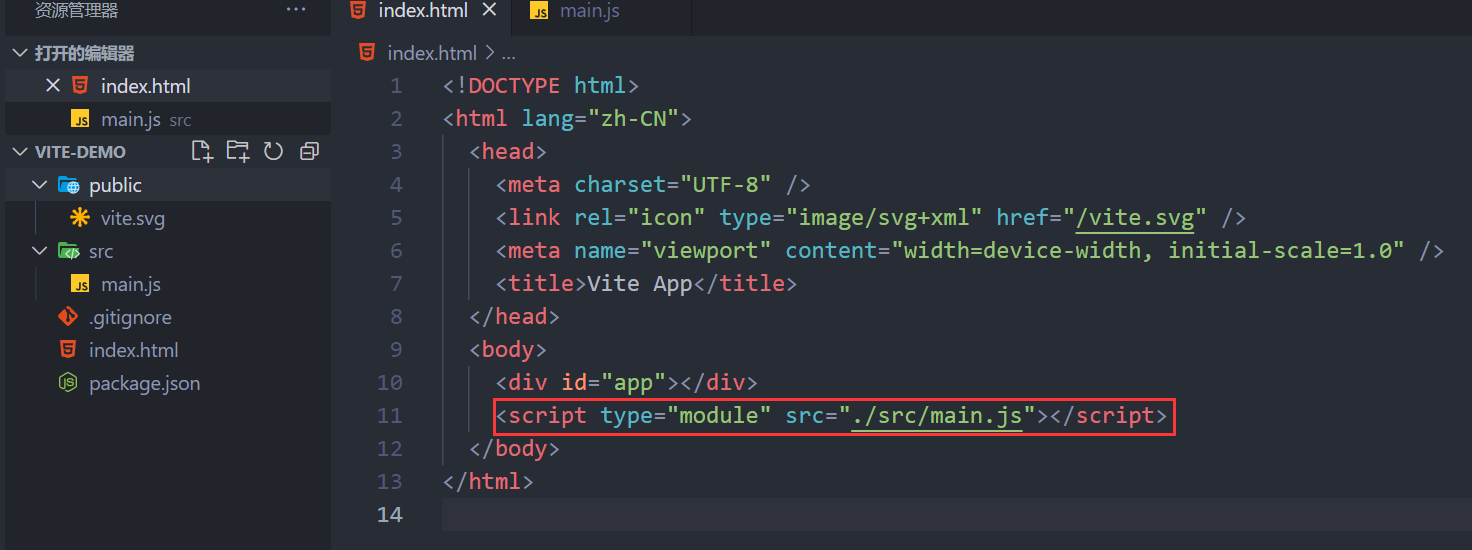 资源管理器 ...
打开的编辑器
index.html
main.js src
VITE-DEMO
public
vite.svg
src
main.js
.gitignore
index.html
package.json
index.html main.js
index.html > ...
1 <!DOCTYPE html>
2 <html lang="zh-CN">
3 <head>
4 <meta charset="UTF-8" />
5 <link rel="icon" type="image/svg+xml" href="/vite.svg" />
6 <meta name="viewport" content="width=device-width, initial-scale=1.0" />
7 <title>Vite App</title>
8 </head>
9 <body>
10 <div id="app"></div>
11 <script type="module" src="./src/main.js"></script>
12 </body>
13 </html>
14